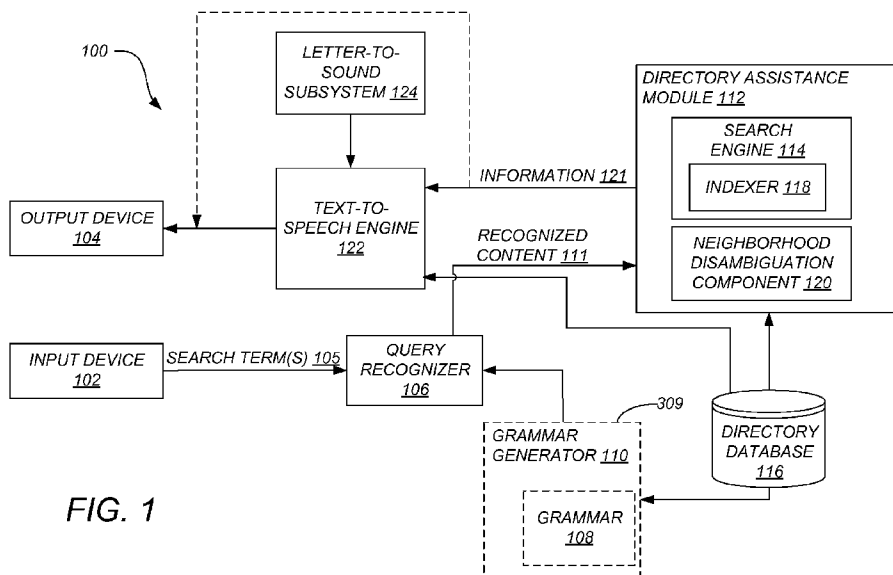 100
LETTER-TO-
SOUND
SUBSYSTEM 124
DIRECTORY ASSISTANCE
MODULE 112
SEARCH
ENGINE 114
INDEXER 118
INFORMATION 121
TEXT-TO-
SPEECH ENGINE
122
OUTPUT DEVICE
104
RECOGNIZED
CONTENT 111
NEIGHBORHOOD
DISAMBIGUATION
COMPONENT 120
INPUT DEVICE
102
SEARCH TERM(S) 105
QUERY
RECOGNIZER
106
309
GRAMMAR
GENERATOR 110
DIRECTORY
DATABASE
116
GRAMMAR
108
FIG. 1